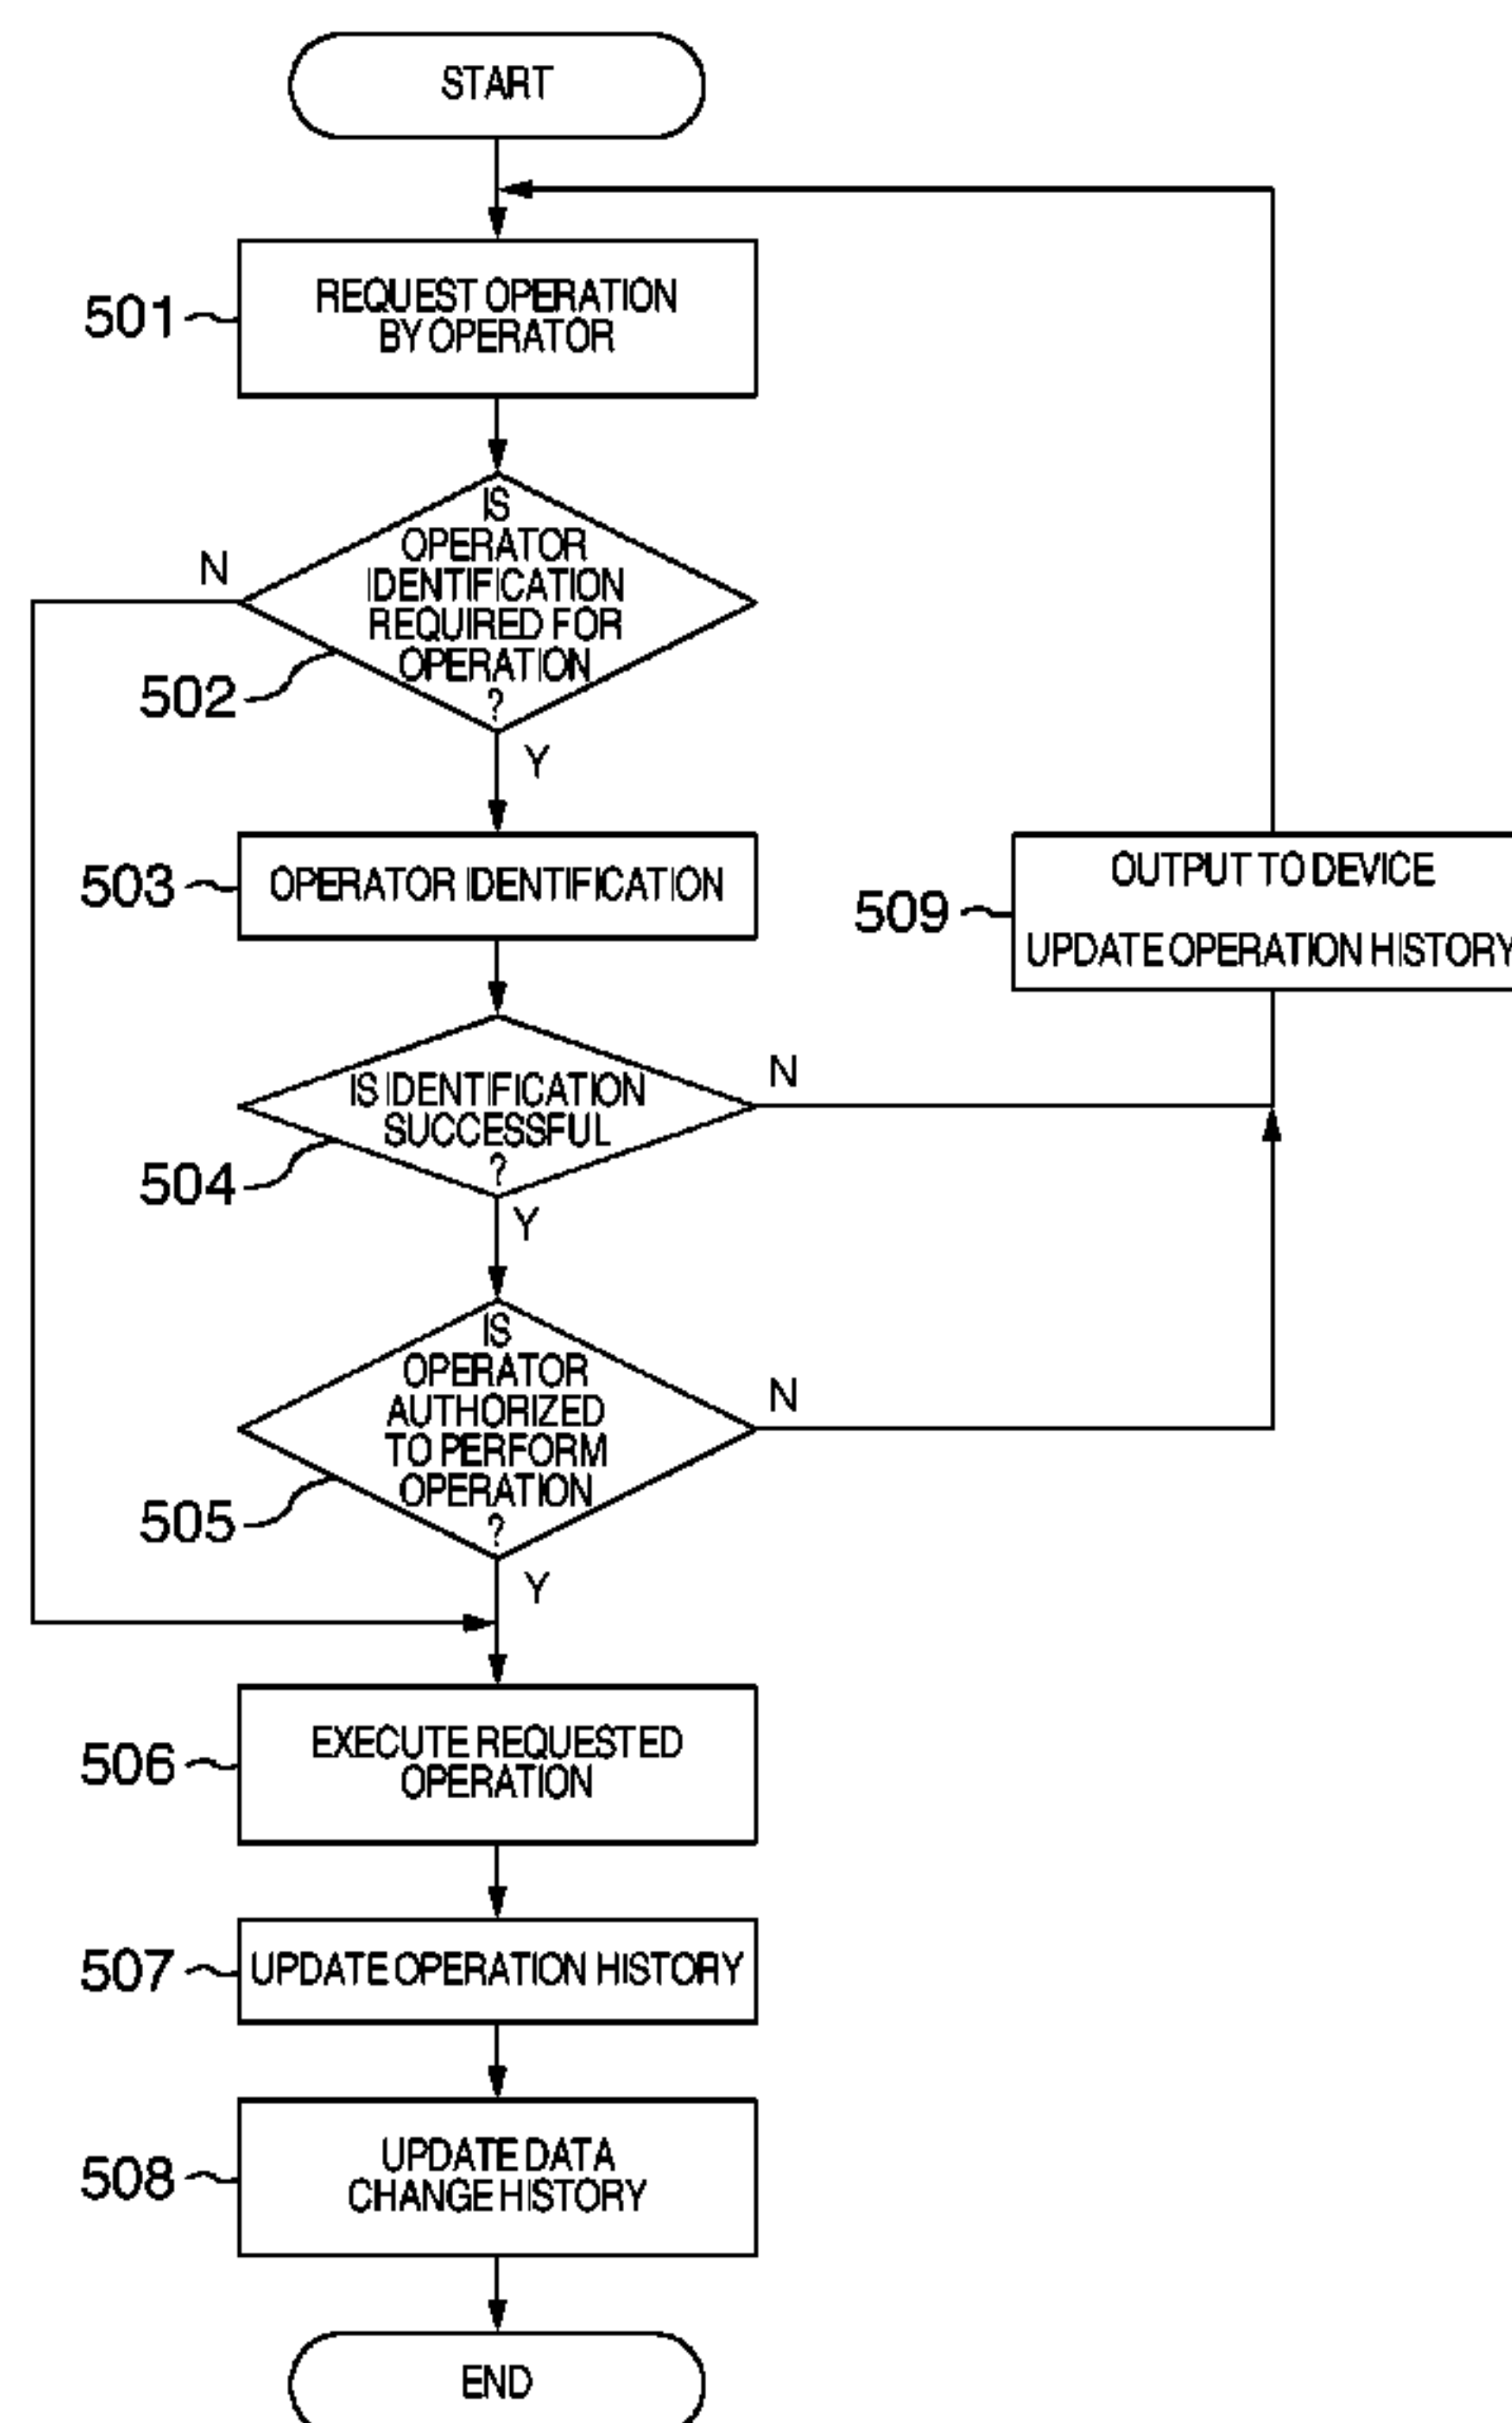 START
501
REQUEST OPERATION
BY OPERATOR
IS
OPERATOR
IDENTIFICATION
REQUIRED FOR
OPERATION
?
N
502
Y
503
OPERATOR IDENTIFICATION
509
OUTPUT TO DEVICE
UPDATE OPERATION HISTORY
IS IDENTIFICATION
SUCCESSFUL
?
N
504
Y
IS
OPERATOR
AUTHORIZED
TO PERFORM
OPERATION
?
N
505
Y
506
EXECUTE REQUESTED
OPERATION
507
UPDATE OPERATION HISTORY
508
UPDATE DATA
CHANGE HISTORY
END